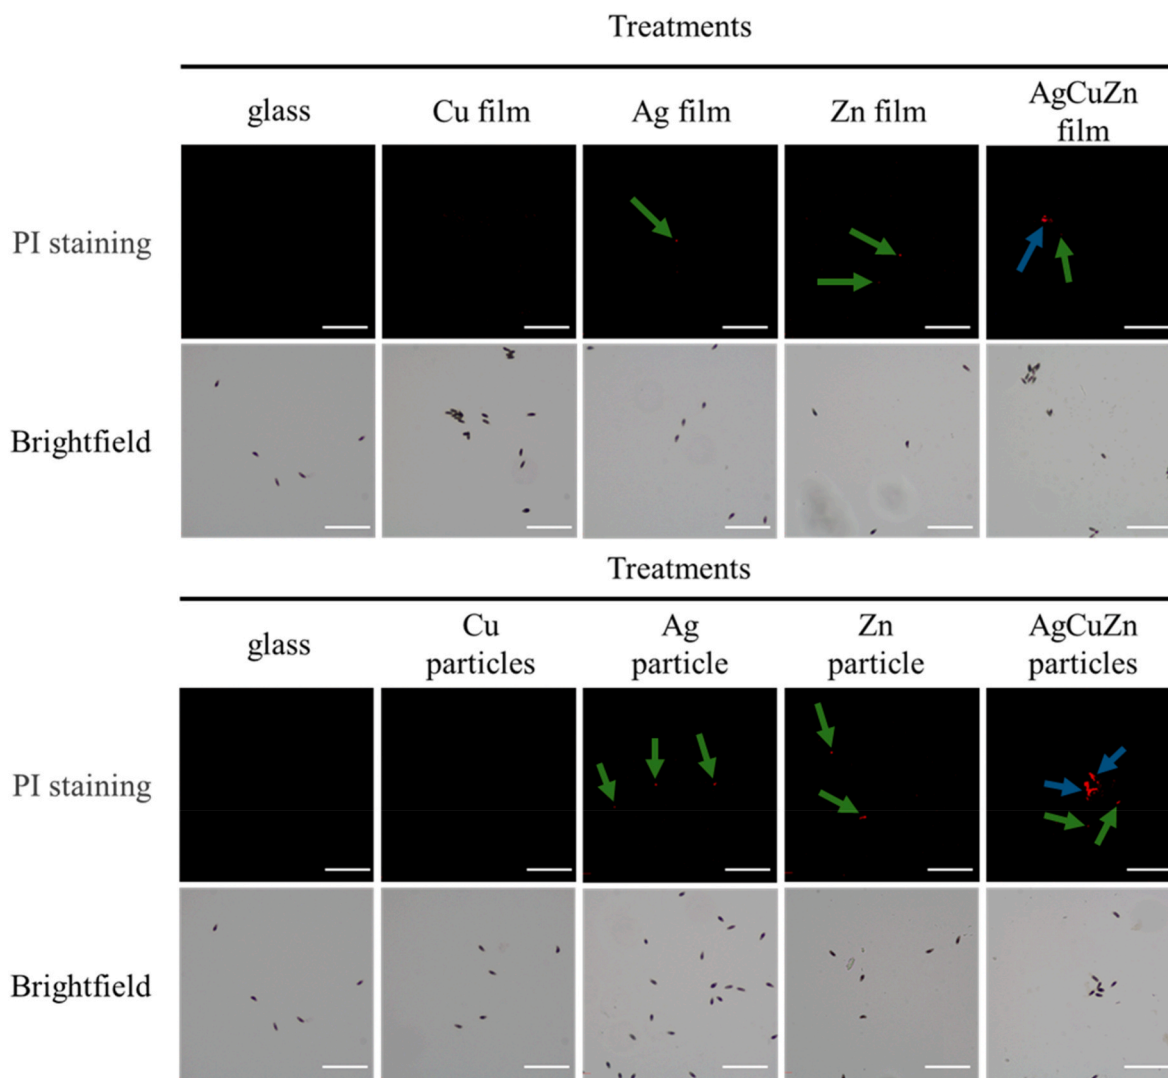 Treatments
glass
Cu film
Ag film
Zn film
AgCuZn
film
PI staining
Brightfield
Treatments
glass
Cu
particles
Ag
particle
Zn
particle
AgCuZn
particles
PI staining
Brightfield